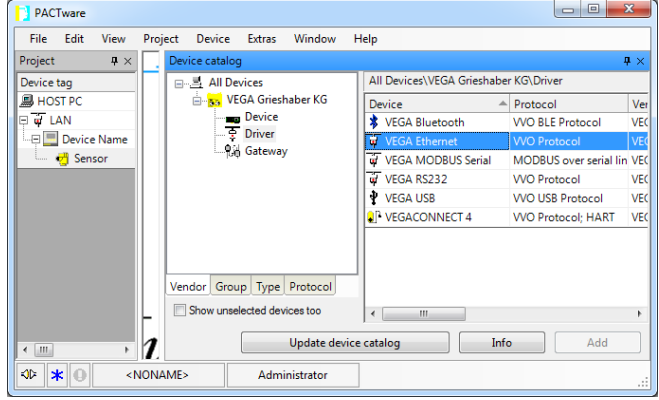 PACTware
File Edit View Project Device Extras Window Help
Project
Device tag
HOST PC
LAN
Device Name
Sensor
Device catalog
All Devices
VEGA Grieshaber KG
Device
Driver
Gateway
Vendor Group Type Protocol
Show unselected devices too
All Devices\VEGA Grieshaber KG\Driver
Device Protocol Ver
VEGA Bluetooth VVO BLE Protocol VEG
VEGA Ethernet VVO Protocol VEG
VEGA MODBUS Serial MODBUS over serial lin VEG
VEGA RS232 VVO Protocol VEG
VEGA USB VVO USB Protocol VEG
VEGACONNECT 4 VVO Protocol; HART VEG
Update device catalog Info Add
<NONAME> Administrator